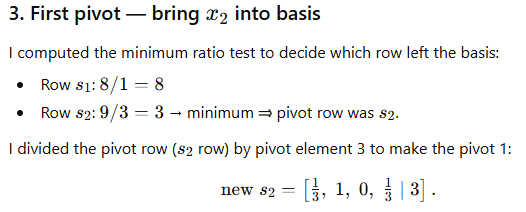 3. First pivot — bring x₂ into basis
I computed the minimum ratio test to decide which row left the basis:
• Row s₁: 8/1 = 8
• Row s₂: 9/3 = 3 → minimum ⇒ pivot row was s₂.
I divided the pivot row (s₂ row) by pivot element 3 to make the pivot 1:
new s₂ = [1/3, 1, 0, 1/3 | 3].